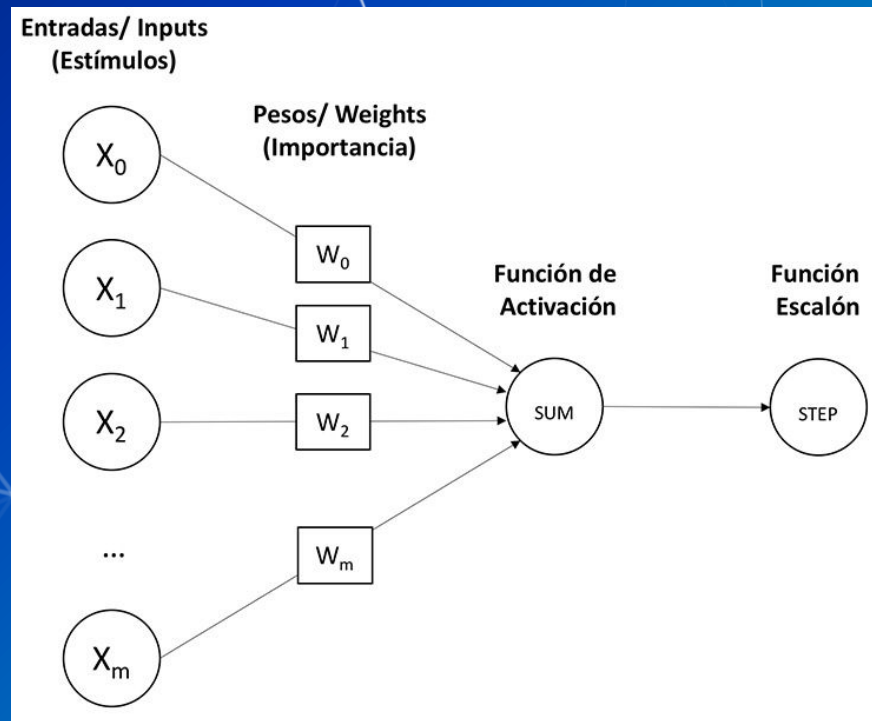 Entradas/ Inputs
(Estímulos)
Pesos/ Weights
(Importancia)
X₀
W₀
X₁
W₁
Función de
Activación
Función
Escalón
X₂
W₂
SUM
STEP
...
Wₘ
Xₘ